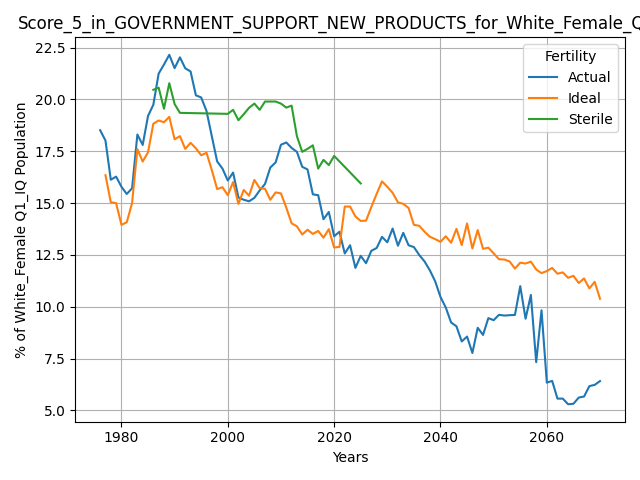 Score_5_in_GOVERNMENT_SUPPORT_NEW_PRODUCTS_for_White_Female_Q
% of White_Female Q1_IQ Population
22.5
20.0
17.5
15.0
12.5
10.0
7.5
5.0
Fertility
Actual
Ideal
Sterile
1980
2000
2020
2040
2060
Years